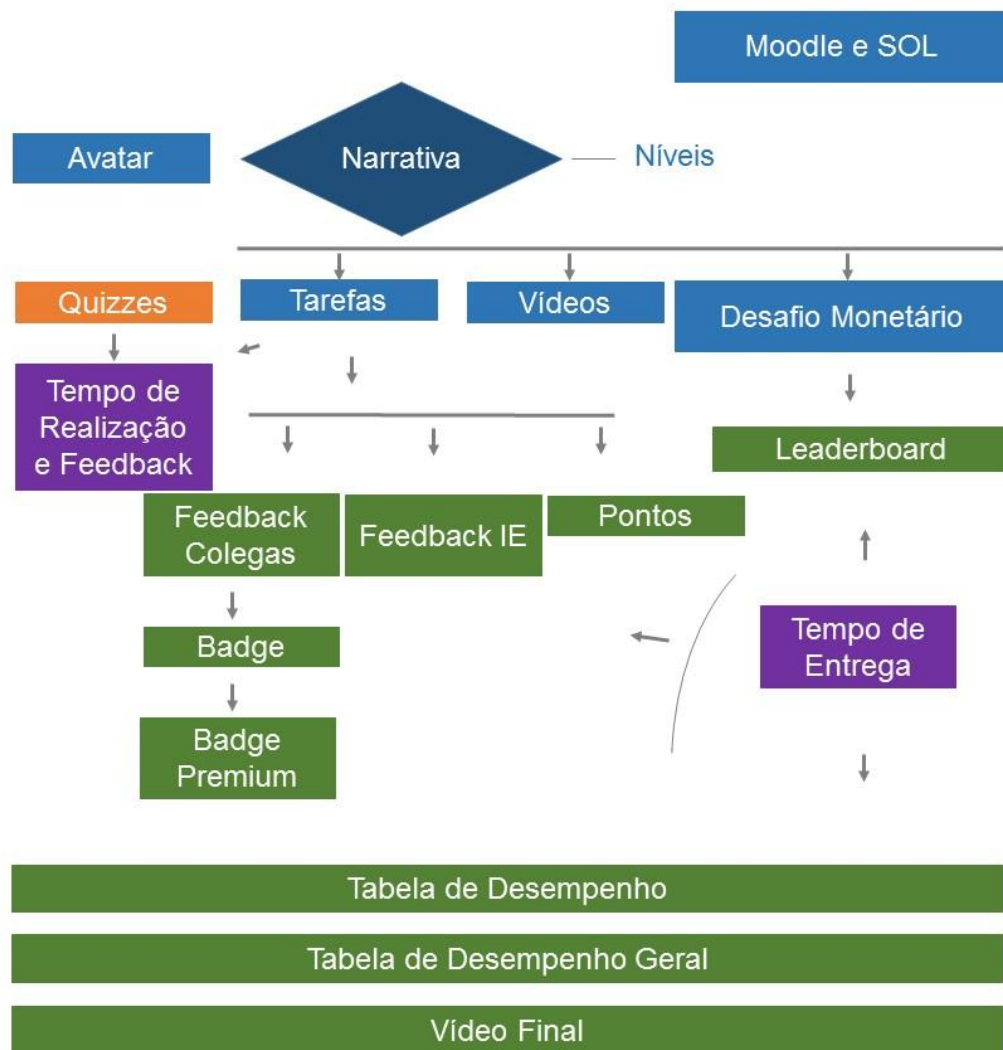 Moodle e SOL
Avatar
Narrativa
Níveis
Quizzes
Tarefas
Vídeos
Desafio Monetário
Tempo de
Realização
e Feedback
Leaderboard
Feedback
Colegas
Feedback IE
Pontos
Badge
Tempo de
Entrega
Badge
Premium
Tabela de Desempenho
Tabela de Desempenho Geral
Vídeo Final